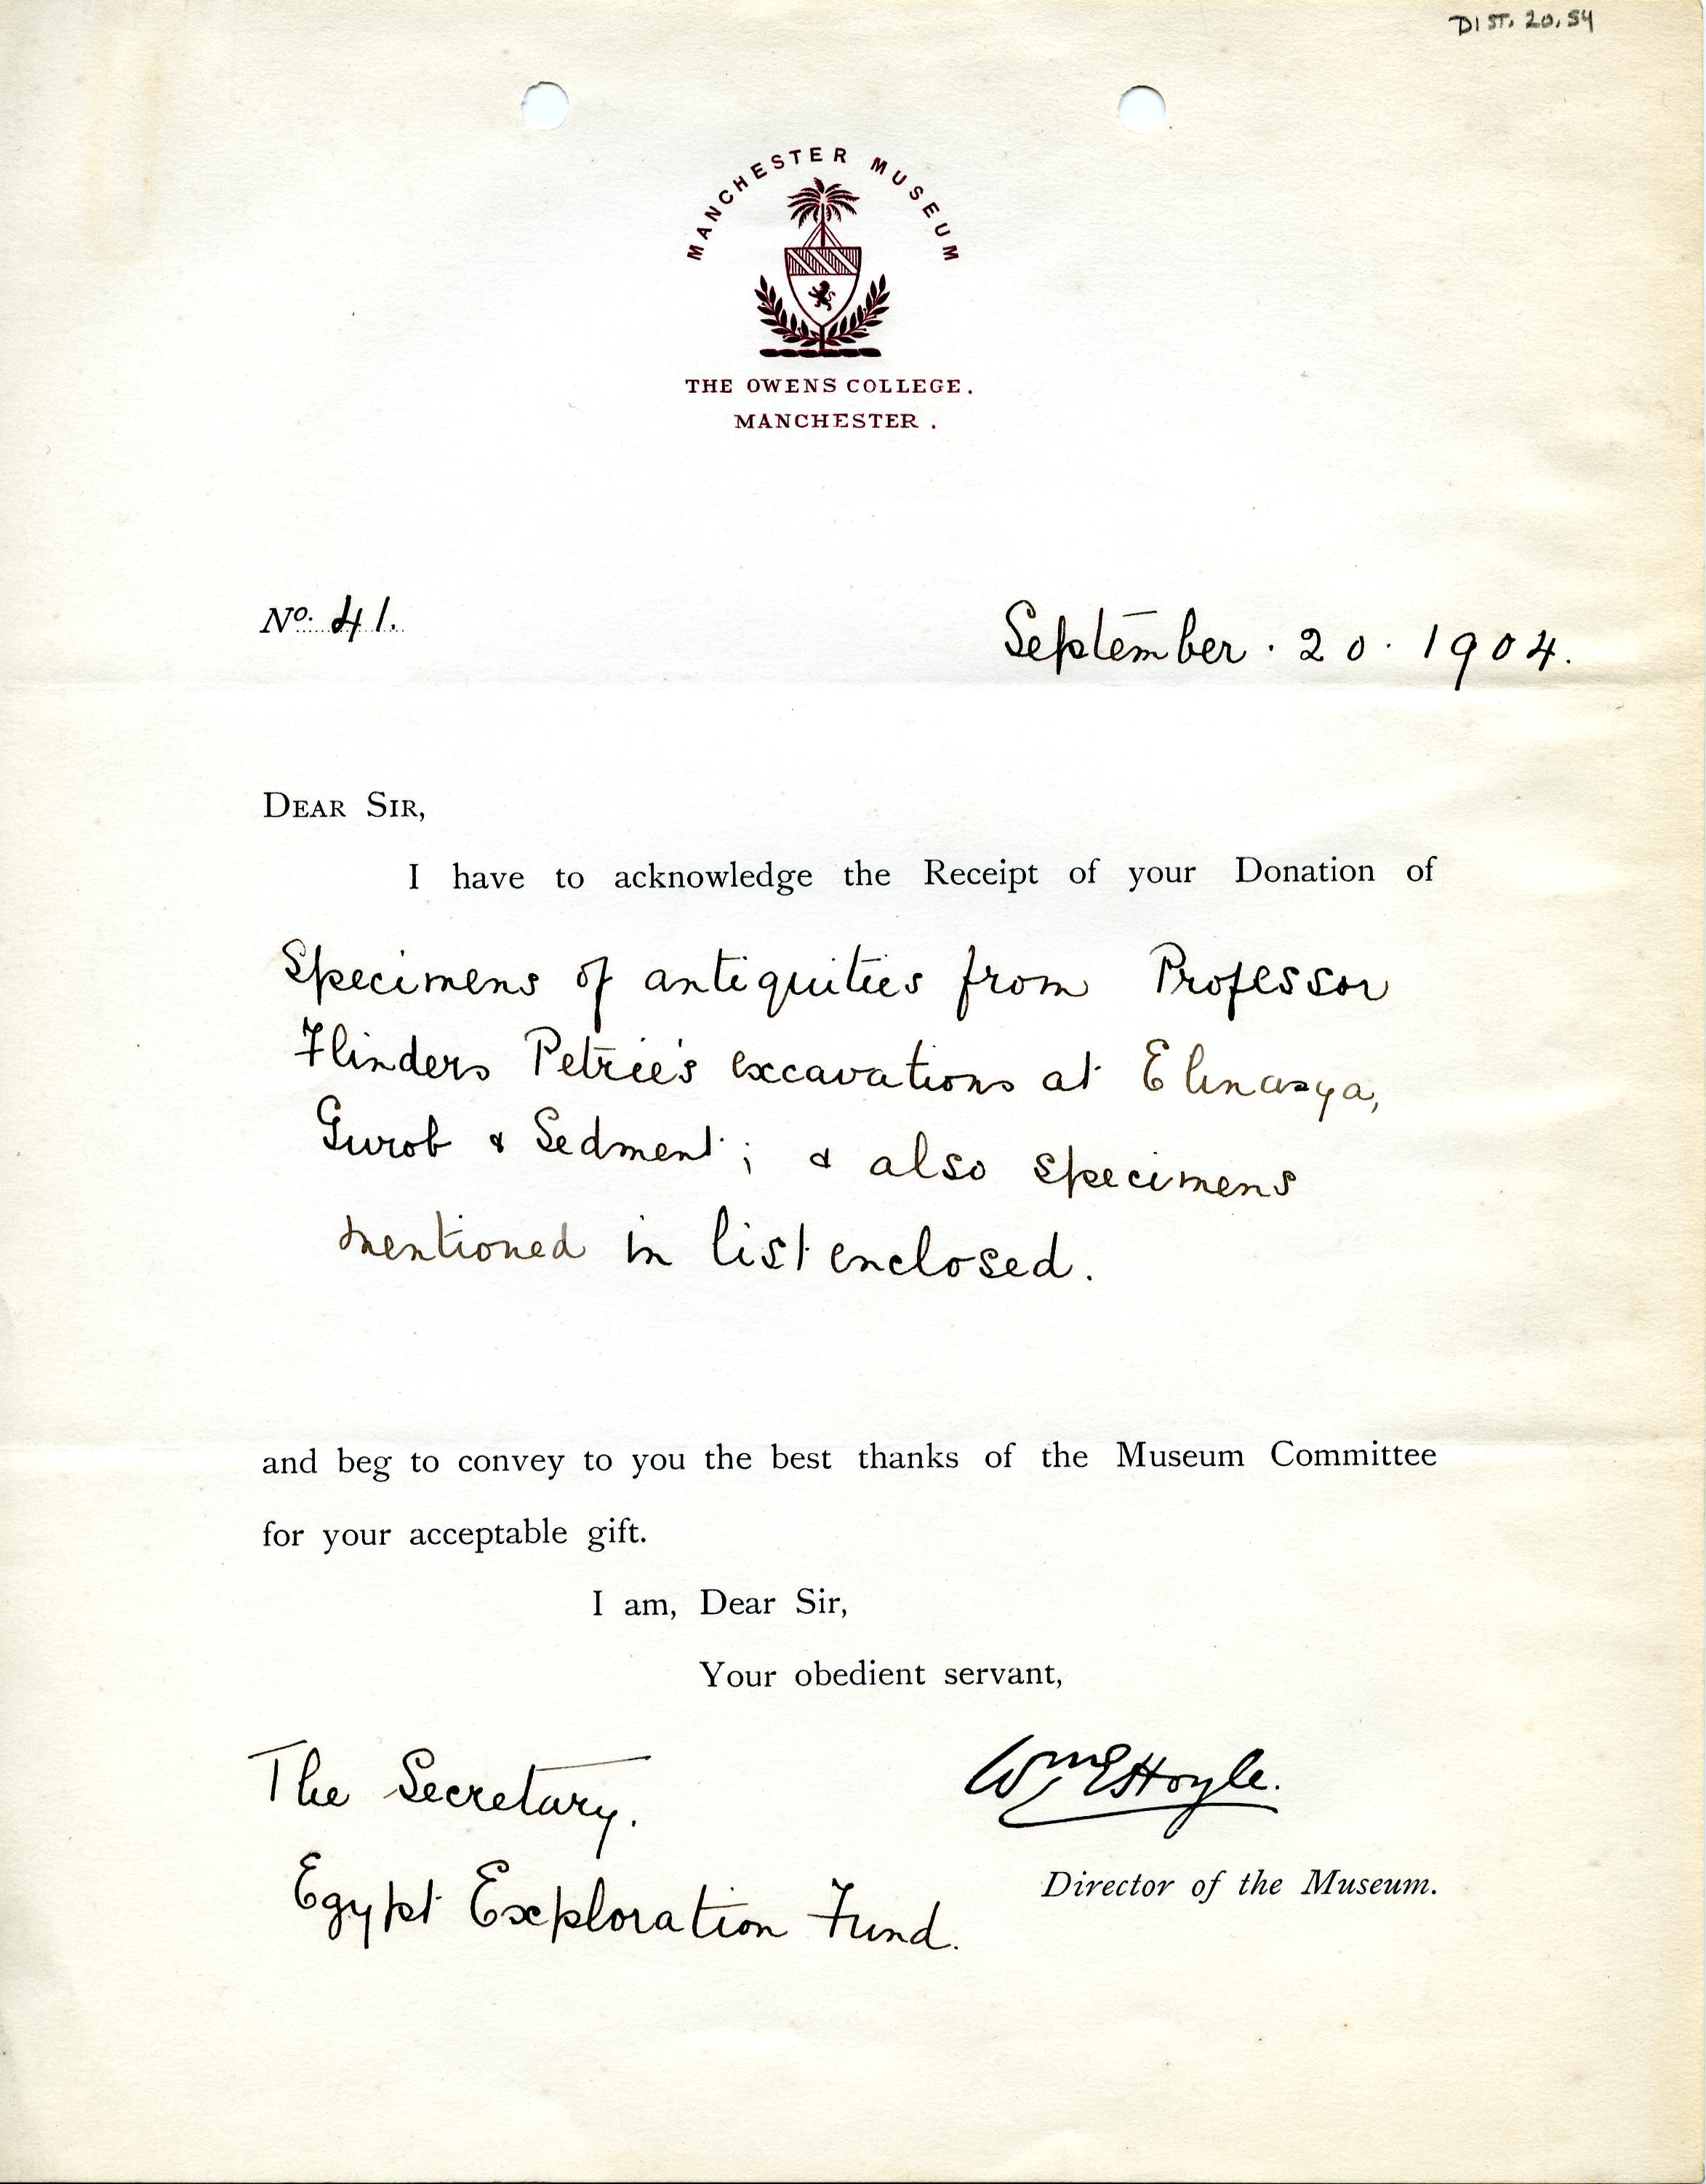 DIST. 20.54
MANCHESTER MUSEUM
THE OWENS COLLEGE.
MANCHESTER.
No. 41.
September . 20 . 1904.
DEAR SIR,
I have to acknowledge the Receipt of your Donation of
Specimens of antiquities from Professor
Flinders Petrie's excavations at Ehnasya,
Gurob & Sedment; & also specimens
mentioned in list enclosed.
and beg to convey to you the best thanks of the Museum Committee
for your acceptable gift.
I am, Dear Sir,
Your obedient servant,
Wm E Hoyle.
Director of the Museum.
The Secretary.
Egypt Exploration Fund.